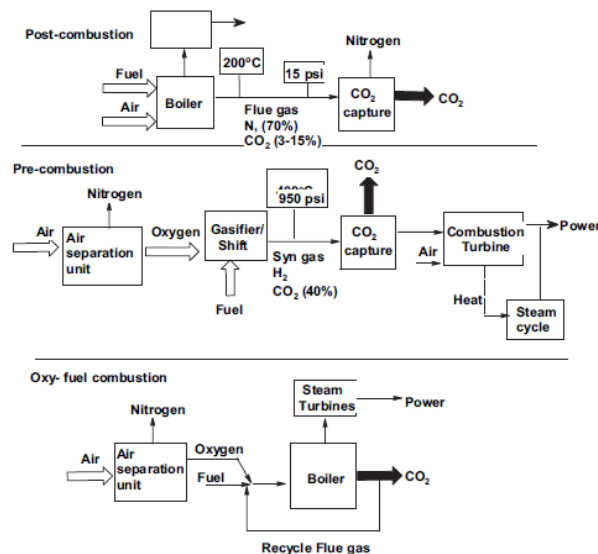 Post-combustion
Fuel
Air
Boiler
200°C
15 psi
Flue gas
N, (70%)
CO₂ (3-15%)
Nitrogen
CO₂
capture
CO₂
Pre-combustion
Nitrogen
Air
Air
separation
unit
Oxygen
Gasifier/
Shift
Fuel
950 psi
Syn gas
H₂
CO₂ (40%)
CO₂
CO₂
capture
Air
Combustion
Turbine
Power
Heat
Steam
cycle
Oxy- fuel combustion
Nitrogen
Air
Air
separation
unit
Oxygen
Fuel
Steam
Turbines
Power
Boiler
CO₂
Recycle Flue gas